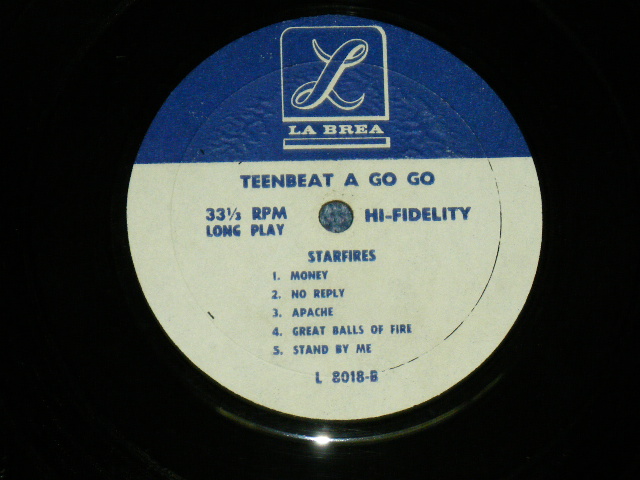 L
LA BREA
TEENBEAT A GO GO
33⅓ RPM HI-FIDELITY
LONG PLAY
STARFIRES
1. MONEY
2. NO REPLY
3. APACHE
4. GREAT BALLS OF FIRE
5. STAND BY ME
L 8018-B